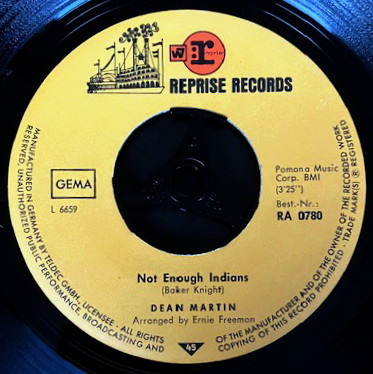 W
r
reprise
REPRISE RECORDS
GEMA
L 6659
Pomona Music
Corp. BMI
(3'25")
Best.-Nr.:
RA 0780
Not Enough Indians
(Baker Knight)
DEAN MARTIN
Arranged by Ernie Freeman
45
MANUFACTURED IN GERMANY BY TELDEC GMBH, LICENSEE · ALL RIGHTS OF THE MANUFACTURER AND OF THE OWNER OF THE RECORDED WORK
RESERVED, UNAUTHORIZED PUBLIC PERFORMANCE, BROADCASTING AND COPYING OF THIS RECORD PROHIBITED · TRADE MARK(S) ® REGISTERED